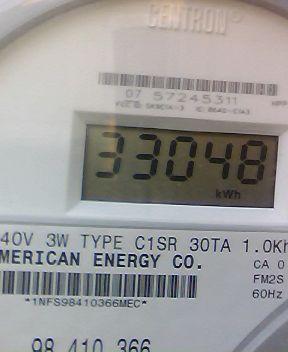 CENTRON®
07 57245311
33048
kWh
40V 3W TYPE C1SR 30TA 1.0Kh
MERICAN ENERGY CO.
CA 0
FM2S
60Hz
*1NFS98410366MEC*
98 410 366